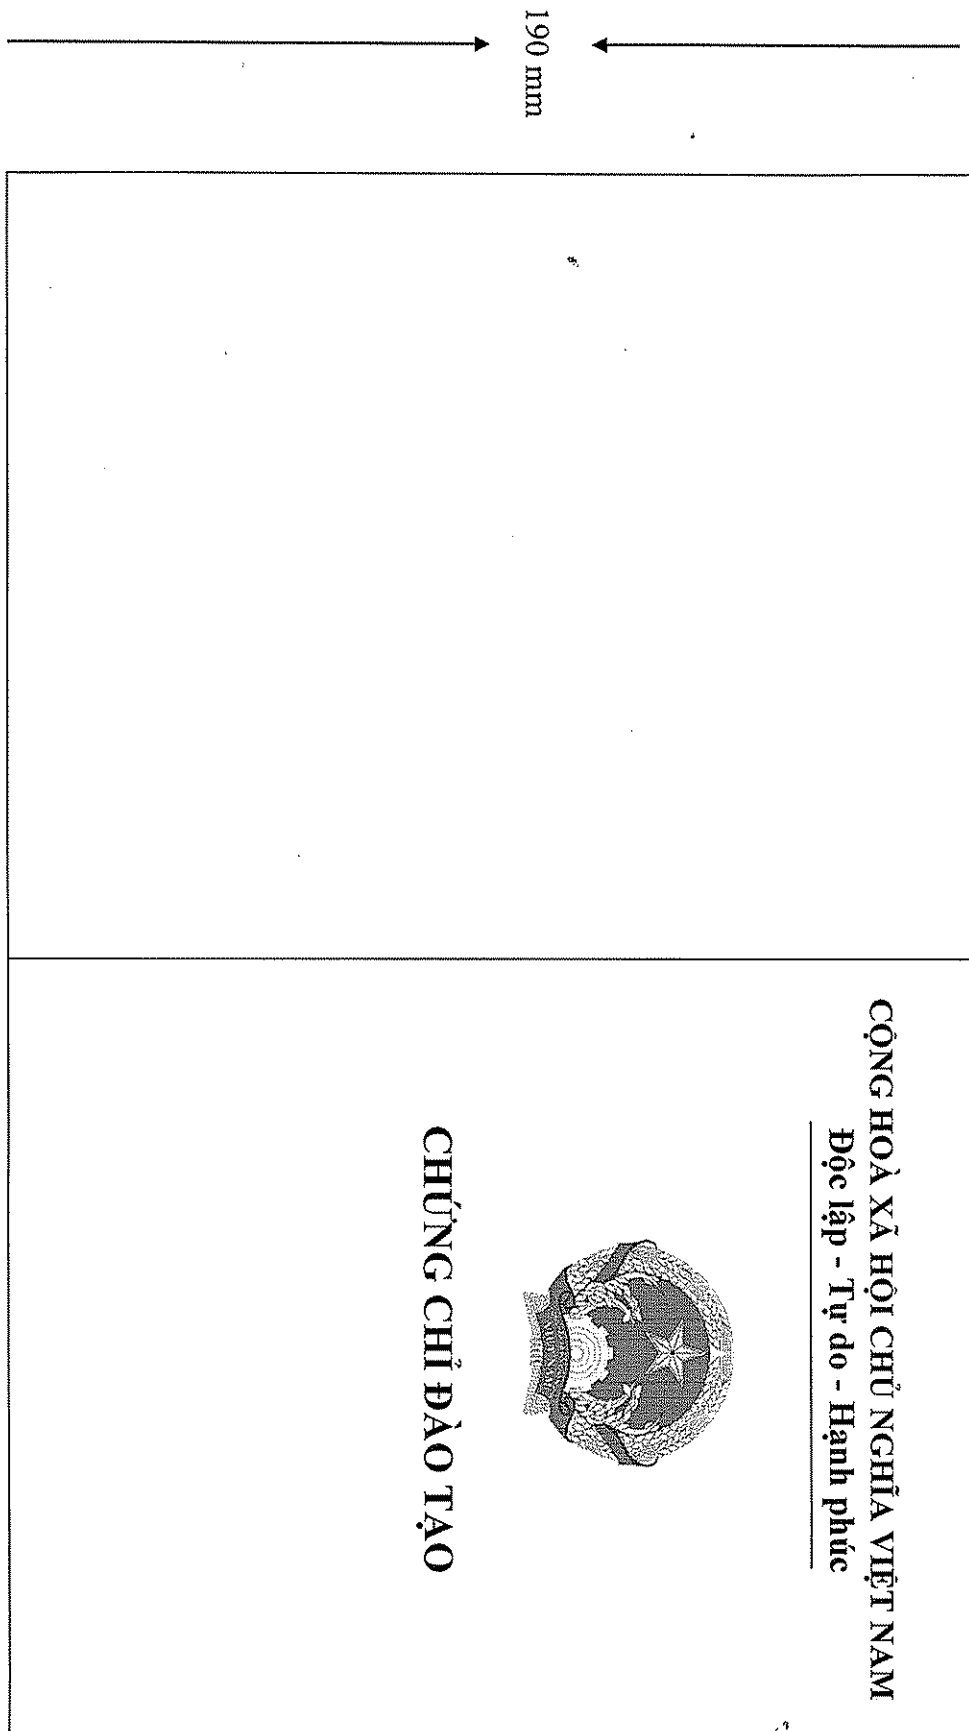 190 mm
CỘNG HOÀ XÃ HỘI CHỦ NGHĨA VIỆT NAM
Độc lập - Tự do - Hạnh phúc
CHỨNG CHỈ ĐÀO TẠO